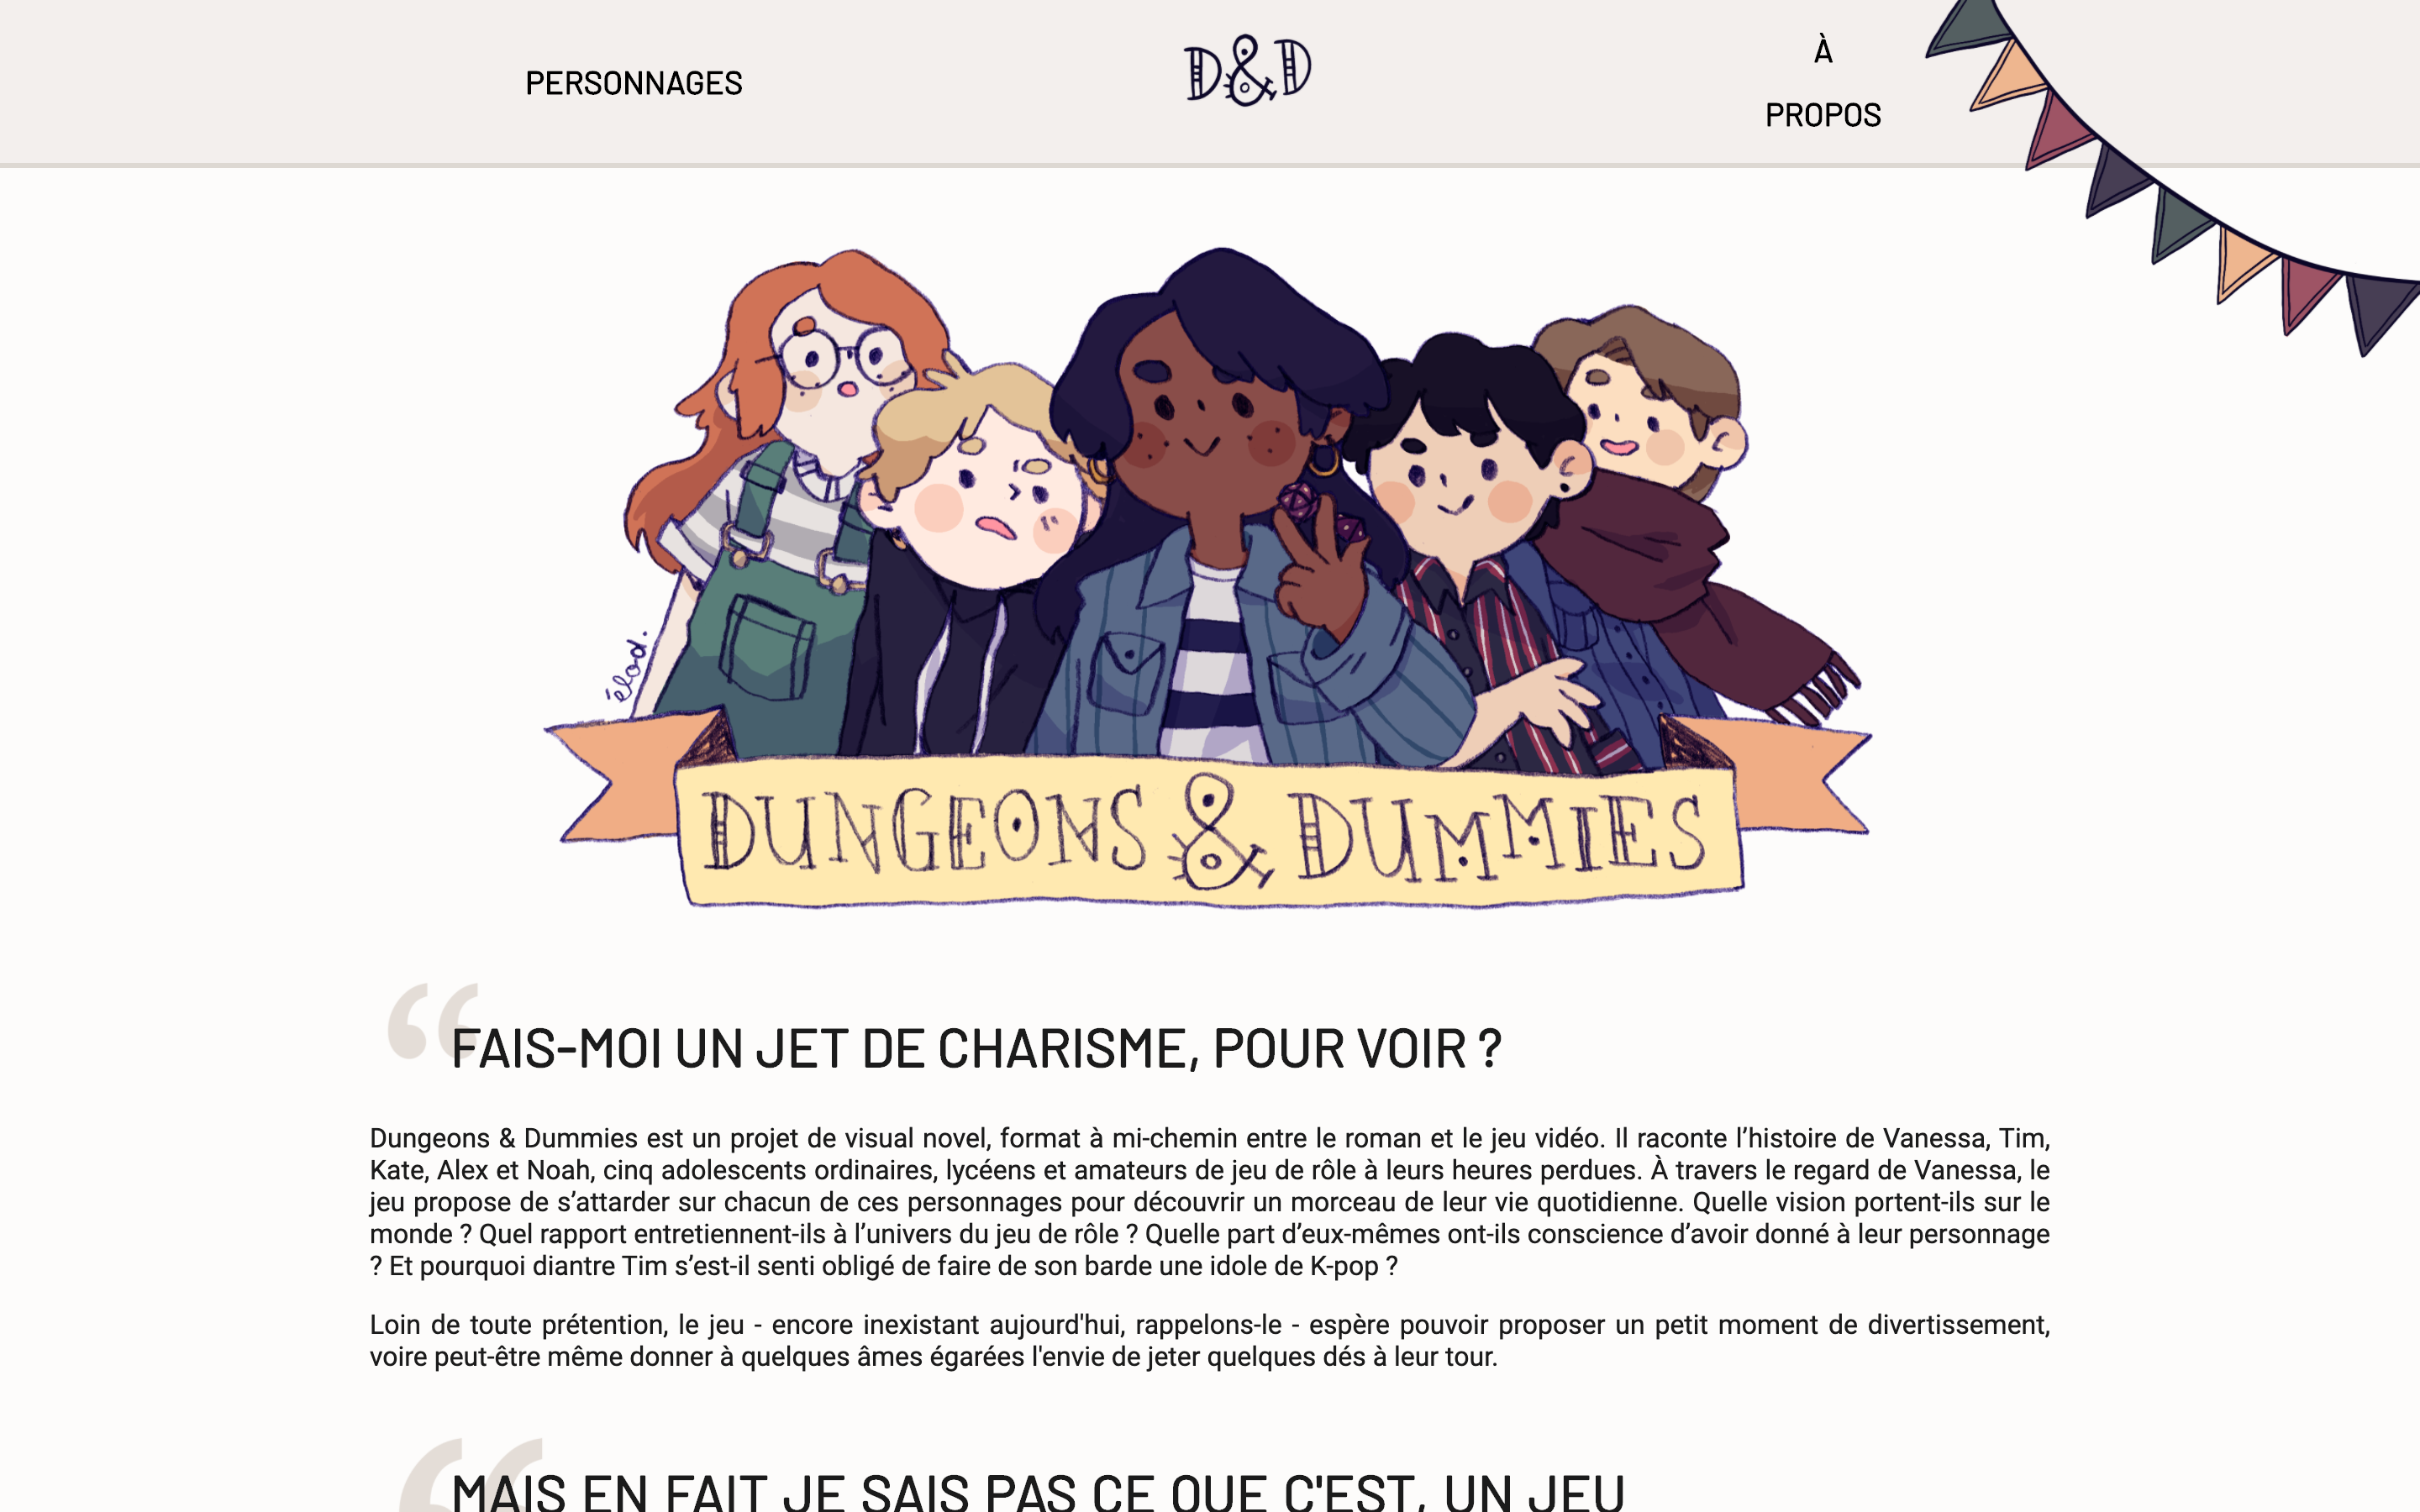 PERSONNAGES
D&D
À
PROPOS
élod.
DUNGEONS & DUMMIES
“
FAIS-MOI UN JET DE CHARISME, POUR VOIR ?
Dungeons & Dummies est un projet de visual novel, format à mi-chemin entre le roman et le jeu vidéo. Il raconte l’histoire de Vanessa, Tim,
Kate, Alex et Noah, cinq adolescents ordinaires, lycéens et amateurs de jeu de rôle à leurs heures perdues. À travers le regard de Vanessa, le
jeu propose de s’attarder sur chacun de ces personnages pour découvrir un morceau de leur vie quotidienne. Quelle vision portent-ils sur le
monde ? Quel rapport entretiennent-ils à l’univers du jeu de rôle ? Quelle part d’eux-mêmes ont-ils conscience d’avoir donné à leur personnage
? Et pourquoi diantre Tim s’est-il senti obligé de faire de son barde une idole de K-pop ?
Loin de toute prétention, le jeu - encore inexistant aujourd'hui, rappelons-le - espère pouvoir proposer un petit moment de divertissement,
voire peut-être même donner à quelques âmes égarées l'envie de jeter quelques dés à leur tour.
“
MAIS EN FAIT JE SAIS PAS CE QUE C'EST, UN JEU